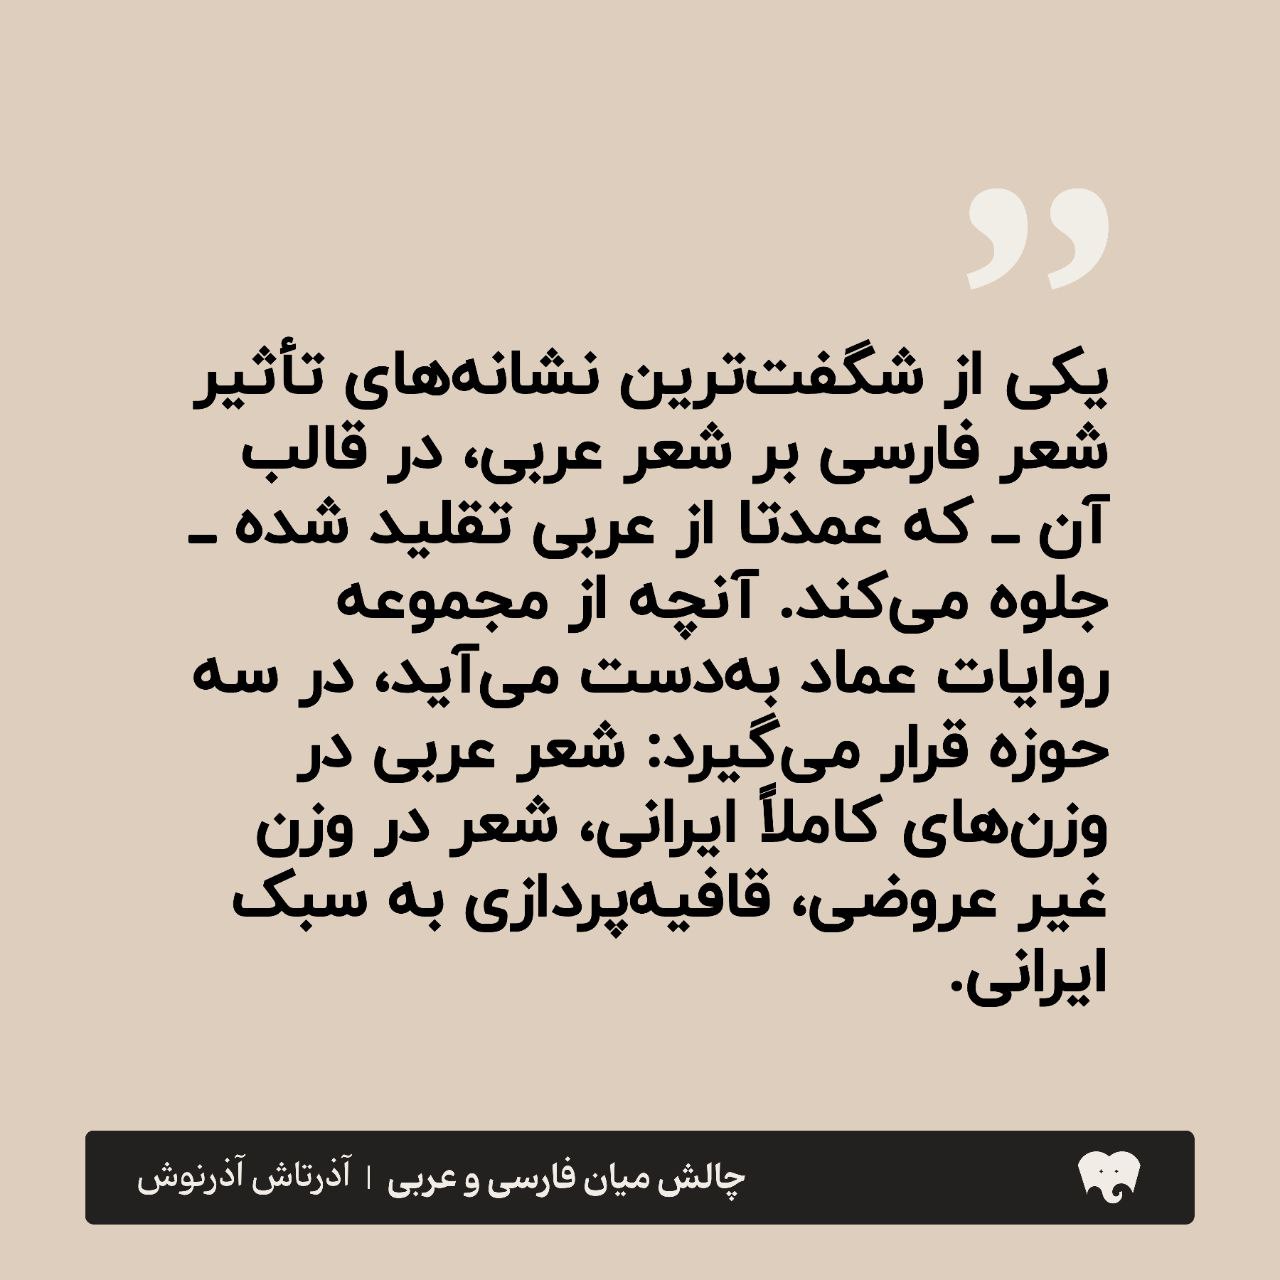 ”
یکی از شگفت‌ترین نشانه‌های تأثیر
شعر فارسی بر شعر عربی، در قالب
آن ـ که عمدتا از عربی تقلید شده ـ
جلوه می‌کند. آنچه از مجموعه
روایات عماد به‌دست می‌آید، در سه
حوزه قرار می‌گیرد: شعر عربی در
وزن‌های کاملاً ایرانی، شعر در وزن
غیر عروضی، قافیه‌پردازی به سبک
ایرانی.
چالش میان فارسی و عربی | آذرتاش آذرنوش